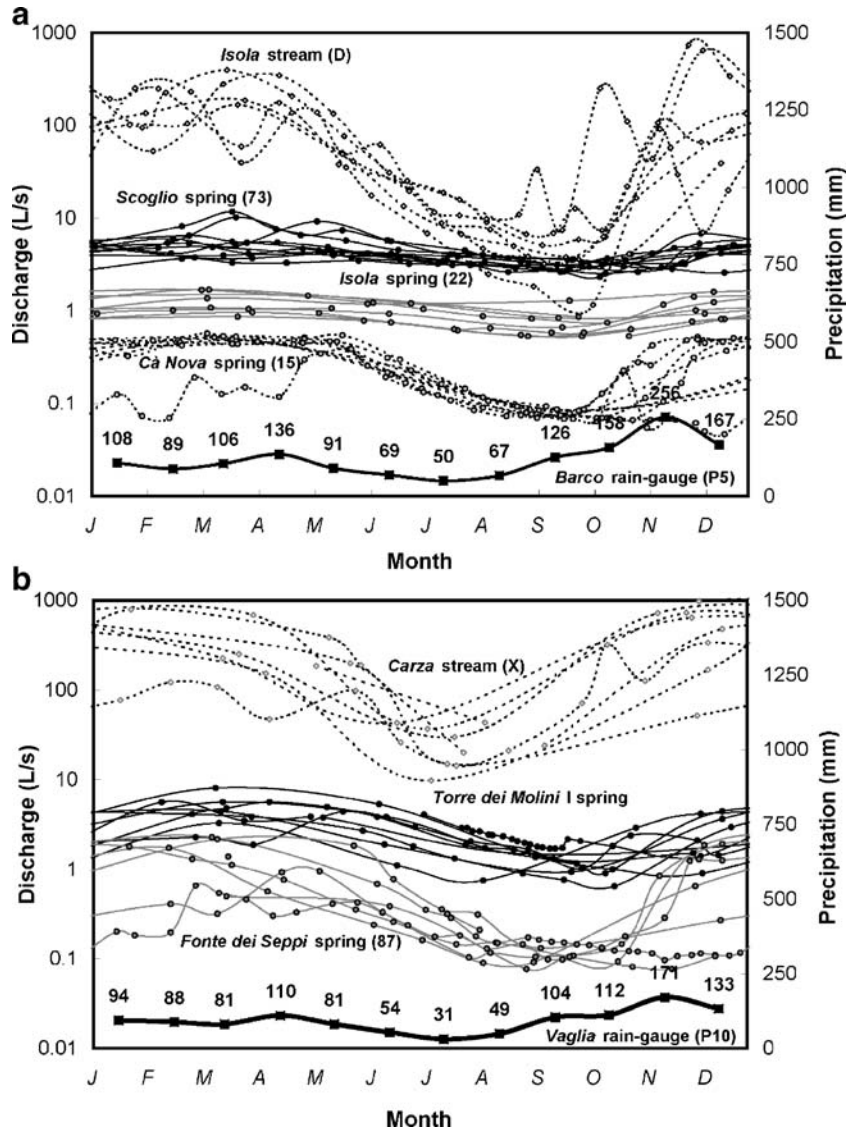 a
1000
1500
Isola stream (D)
1250
100
1000
Scoglio spring (73)
10
750
Isola spring (22)
1
500
Cà Nova spring (15)
0.1
250
108 89 106 136 91 69 50 67 126 158 256 167
Barco rain-gauge (P5)
0.01
0
Discharge (L/s)
Precipitation (mm)
J F M A M J J A S O N D
Month
b
1000
1500
1250
Carza stream (X)
100
1000
10
Torre dei Molini I spring
750
1
500
Fonte dei Seppi spring (87)
0.1
250
94 88 81 110 81 54 31 49 104 112 171 133
Vaglia rain-gauge (P10)
0.01
0
Discharge (L/s)
Precipitation (mm)
J F M A M J J A S O N D
Month